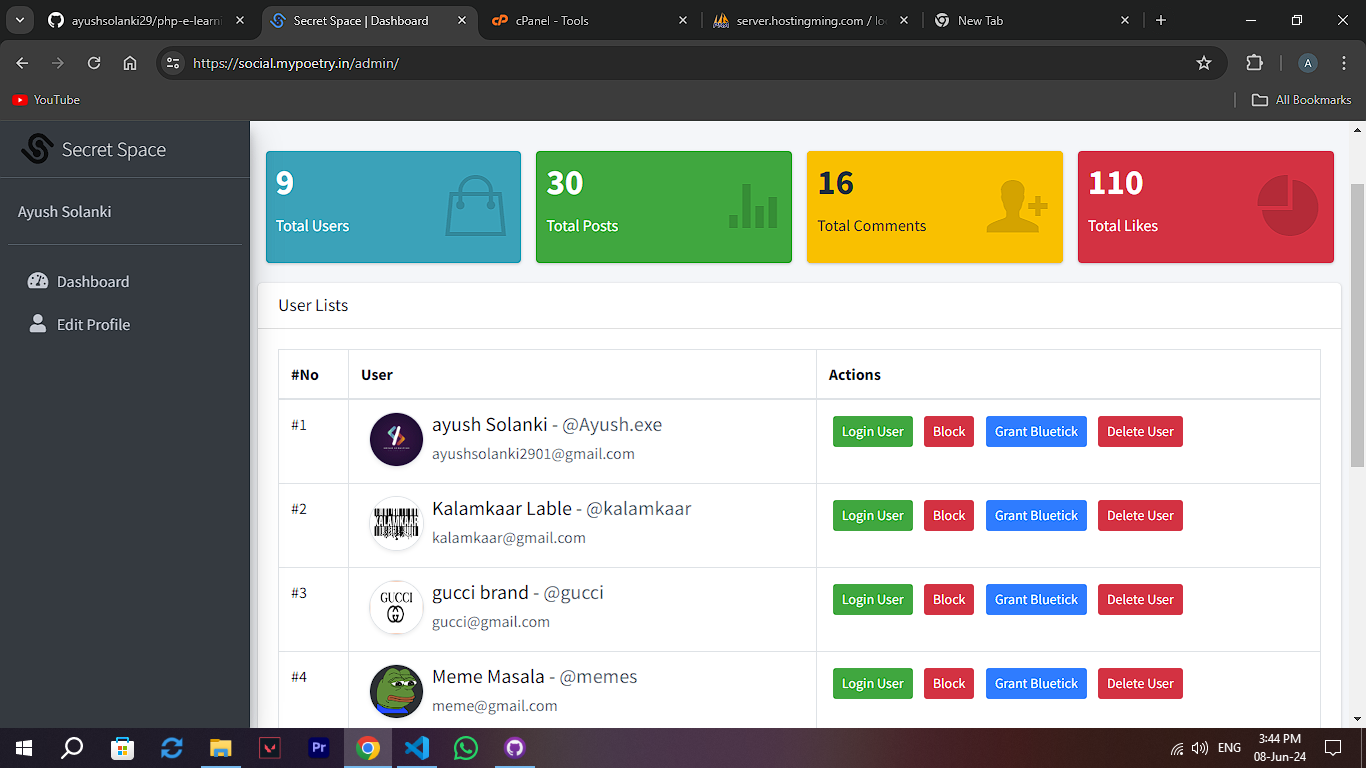 ayushsolanki29/php-e-learni
Secret Space | Dashboard
cPanel - Tools
server.hostingming.com / lo
New Tab
https://social.mypoetry.in/admin/
A
YouTube
All Bookmarks
Secret Space
Ayush Solanki
Dashboard
Edit Profile
9
Total Users
30
Total Posts
16
Total Comments
110
Total Likes
User Lists
#No User Actions
#1 ayush Solanki - @Ayush.exe Login User Block Grant Bluetick Delete User
ayushsolanki2901@gmail.com
#2 KALAMKAAR Kalamkaar Lable - @kalamkaar Login User Block Grant Bluetick Delete User
kalamkaar@gmail.com
#3 GUCCI gucci brand - @gucci Login User Block Grant Bluetick Delete User
gucci@gmail.com
#4 Meme Masala - @memes Login User Block Grant Bluetick Delete User
meme@gmail.com
Pr
ENG
3:44 PM
08-Jun-24